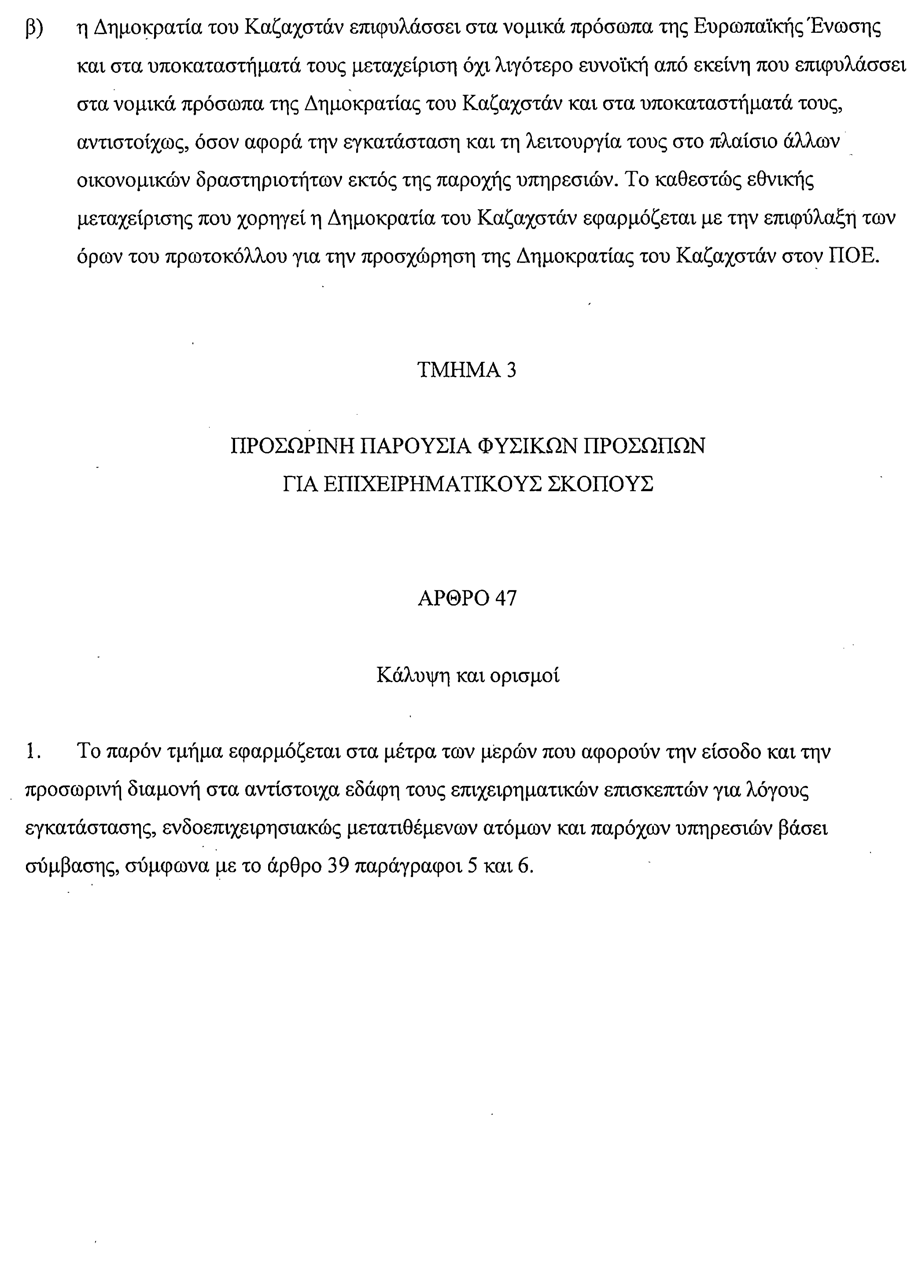 β) η Δημοκρατία του Καζαχστάν επιφυλάσσει στα νομικά πρόσωπα της Ευρωπαϊκής Ένωσης
και στα υποκαταστήματά τους μεταχείριση όχι λιγότερο ευνοϊκή από εκείνη που επιφυλάσσει
στα νομικά πρόσωπα της Δημοκρατίας του Καζαχστάν και στα υποκαταστήματά τους,
αντιστοίχως, όσον αφορά την εγκατάσταση και τη λειτουργία τους στο πλαίσιο άλλων
οικονομικών δραστηριοτήτων εκτός της παροχής υπηρεσιών. Το καθεστώς εθνικής
μεταχείρισης που χορηγεί η Δημοκρατία του Καζαχστάν εφαρμόζεται με την επιφύλαξη των
όρων του πρωτοκόλλου για την προσχώρηση της Δημοκρατίας του Καζαχστάν στον ΠΟΕ.
ΤΜΗΜΑ 3
ΠΡΟΣΩΡΙΝΗ ΠΑΡΟΥΣΙΑ ΦΥΣΙΚΩΝ ΠΡΟΣΩΠΩΝ
ΓΙΑ ΕΠΙΧΕΙΡΗΜΑΤΙΚΟΥΣ ΣΚΟΠΟΥΣ
ΑΡΘΡΟ 47
Κάλυψη και ορισμοί
1. Το παρόν τμήμα εφαρμόζεται στα μέτρα των μερών που αφορούν την είσοδο και την
προσωρινή διαμονή στα αντίστοιχα εδάφη τους επιχειρηματικών επισκεπτών για λόγους
εγκατάστασης, ενδοεπιχειρησιακώς μετατιθέμενων ατόμων και παρόχων υπηρεσιών βάσει
σύμβασης, σύμφωνα με το άρθρο 39 παράγραφοι 5 και 6.